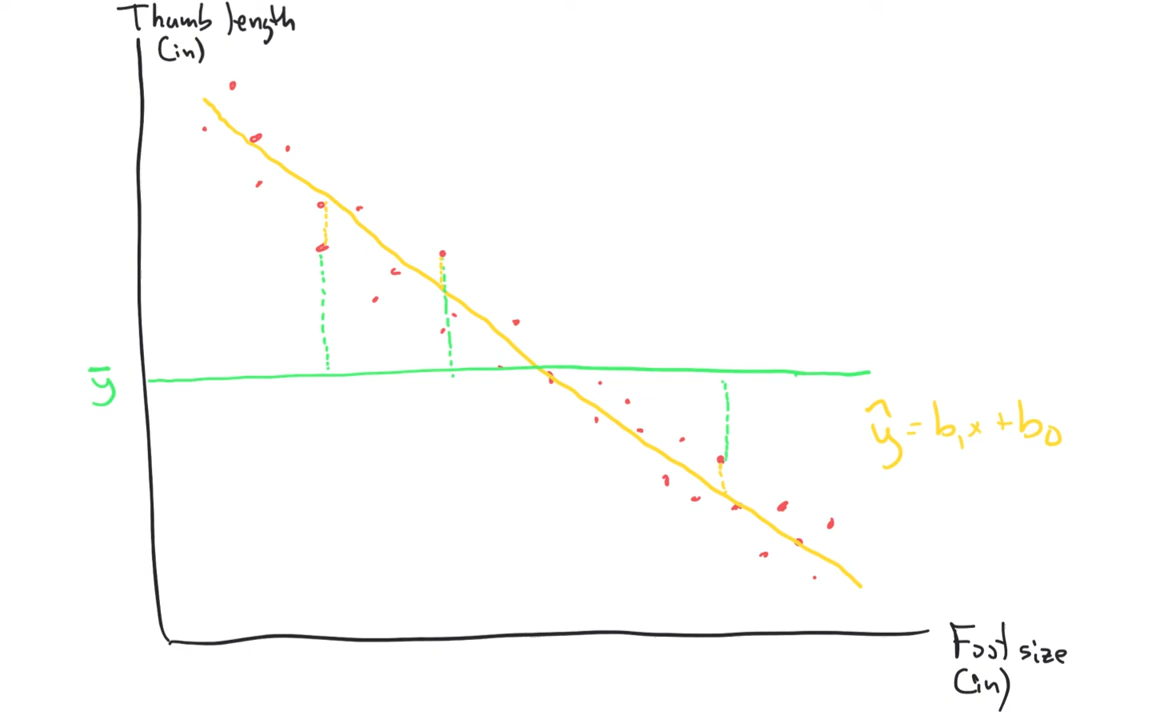 Thumb length
(in)
y̅
ŷ = b₁x + b₀
Foot size
(in)